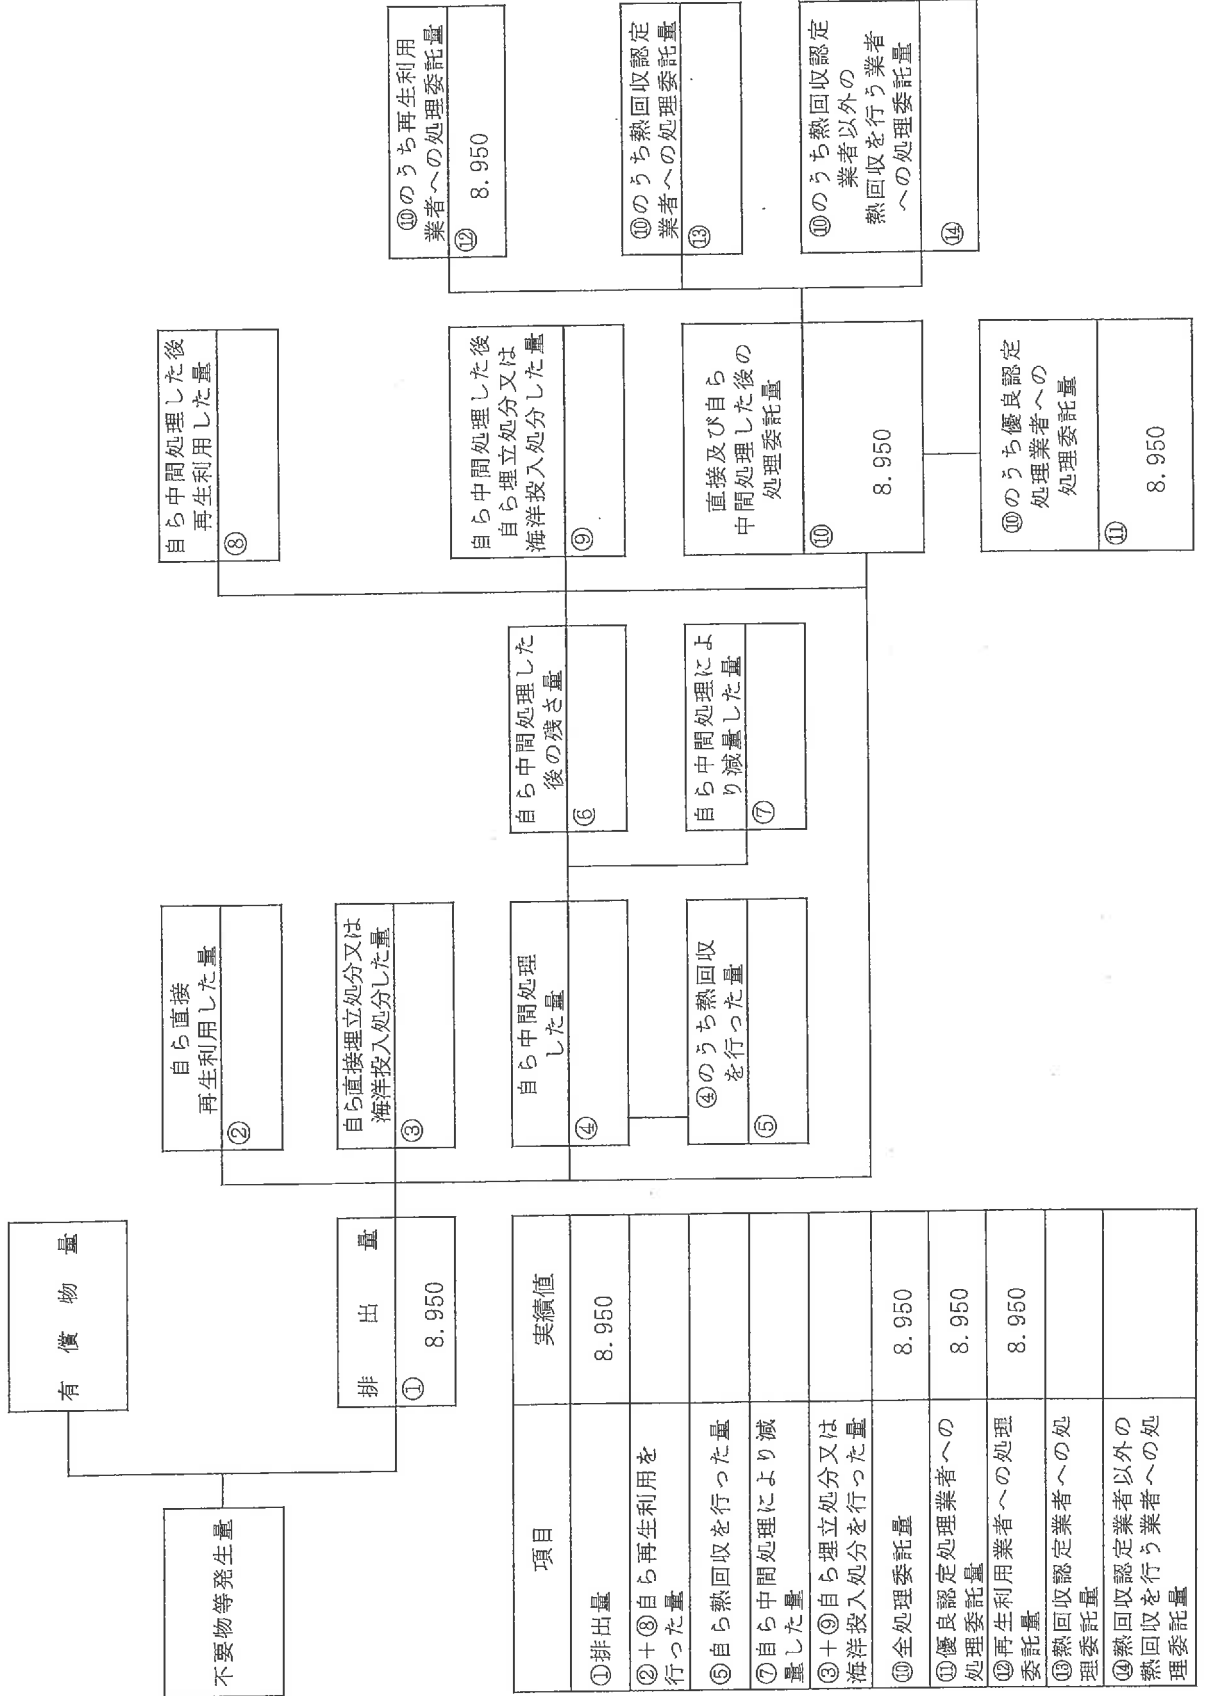 不要物等発生量
有償物量
排出量
①
8.950
自ら直接
再生利用した量
②
自ら直接埋立処分又は
海洋投入処分した量
③
自ら中間処理
した量
④
④のうち熱回収
を行った量
⑤
自ら中間処理した
後の残さ量
⑥
自ら中間処理によ
り減量した量
⑦
自ら中間処理した後
再生利用した量
⑧
自ら中間処理した後
自ら埋立処分又は
海洋投入処分した量
⑨
直接及び自ら
中間処理した後の
処理委託量
⑩
8.950
⑩のうち優良認定
処理業者への
処理委託量
⑪
8.950
⑩のうち再生利用
業者への処理委託量
⑫
8.950
⑩のうち熱回収認定
業者への処理委託量
⑬
⑩のうち熱回収認定
業者以外の
熱回収を行う業者
への処理委託量
⑭
項目 実績値
①排出量 8.950
②+⑧自ら再生利用を
行った量
⑤自ら熱回収を行った量
⑦自ら中間処理により減
量した量
③+⑨自ら埋立処分又は
海洋投入処分を行った量
⑩全処理委託量 8.950
⑪優良認定処理業者への
処理委託量 8.950
⑫再生利用業者への処理
委託量 8.950
⑬熱回収認定業者への処
理委託量
⑭熱回収認定業者以外の
熱回収を行う業者への処
理委託量